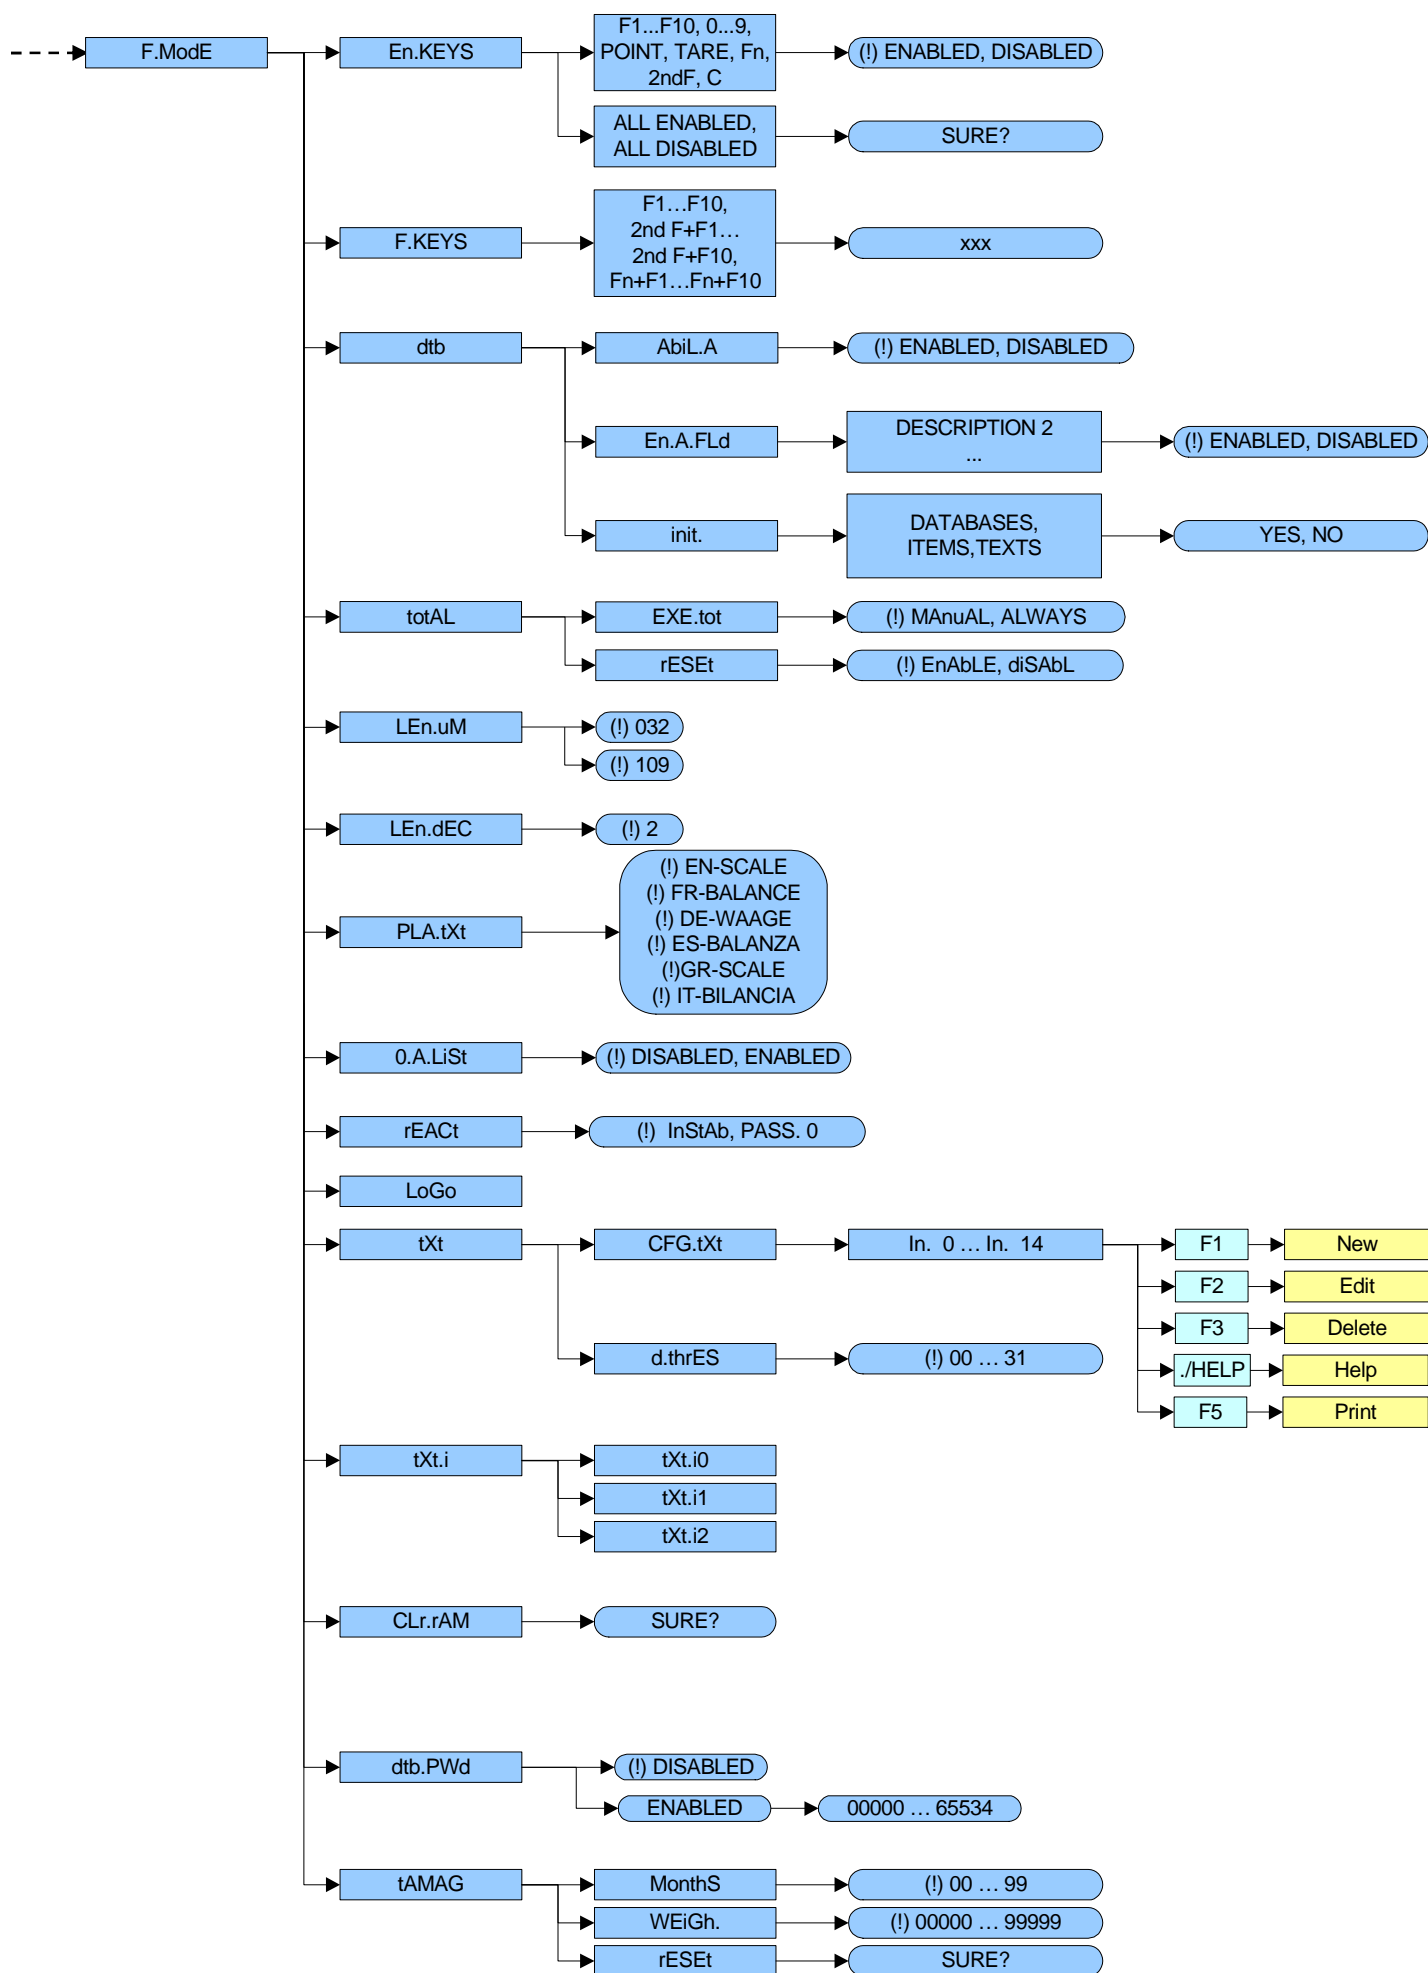 F.ModE
En.KEYS
F1...F10, 0...9,
POINT, TARE, Fn,
2ndF, C
(!) ENABLED, DISABLED
ALL ENABLED,
ALL DISABLED
SURE?
F.KEYS
F1…F10,
2nd F+F1…
2nd F+F10,
Fn+F1…Fn+F10
xxx
dtb
AbiL.A
(!) ENABLED, DISABLED
En.A.FLd
DESCRIPTION 2
...
(!) ENABLED, DISABLED
init.
DATABASES,
ITEMS,TEXTS
YES, NO
totAL
EXE.tot
(!) MAnuAL, ALWAYS
rESEt
(!) EnAbLE, diSAbL
LEn.uM
(!) 032
(!) 109
LEn.dEC
(!) 2
PLA.tXt
(!) EN-SCALE
(!) FR-BALANCE
(!) DE-WAAGE
(!) ES-BALANZA
(!)GR-SCALE
(!) IT-BILANCIA
0.A.LiSt
(!) DISABLED, ENABLED
rEACt
(!) InStAb, PASS. 0
LoGo
tXt
CFG.tXt
In. 0 … In. 14
F1
New
F2
Edit
F3
Delete
./HELP
Help
F5
Print
d.thrES
(!) 00 … 31
tXt.i
tXt.i0
tXt.i1
tXt.i2
CLr.rAM
SURE?
dtb.PWd
(!) DISABLED
ENABLED
00000 … 65534
tAMAG
MonthS
(!) 00 … 99
WEiGh.
(!) 00000 … 99999
rESEt
SURE?